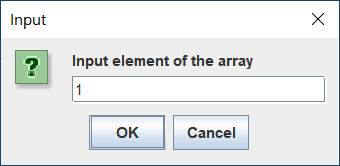 Input
?
Input element of the array
1
OK Cancel